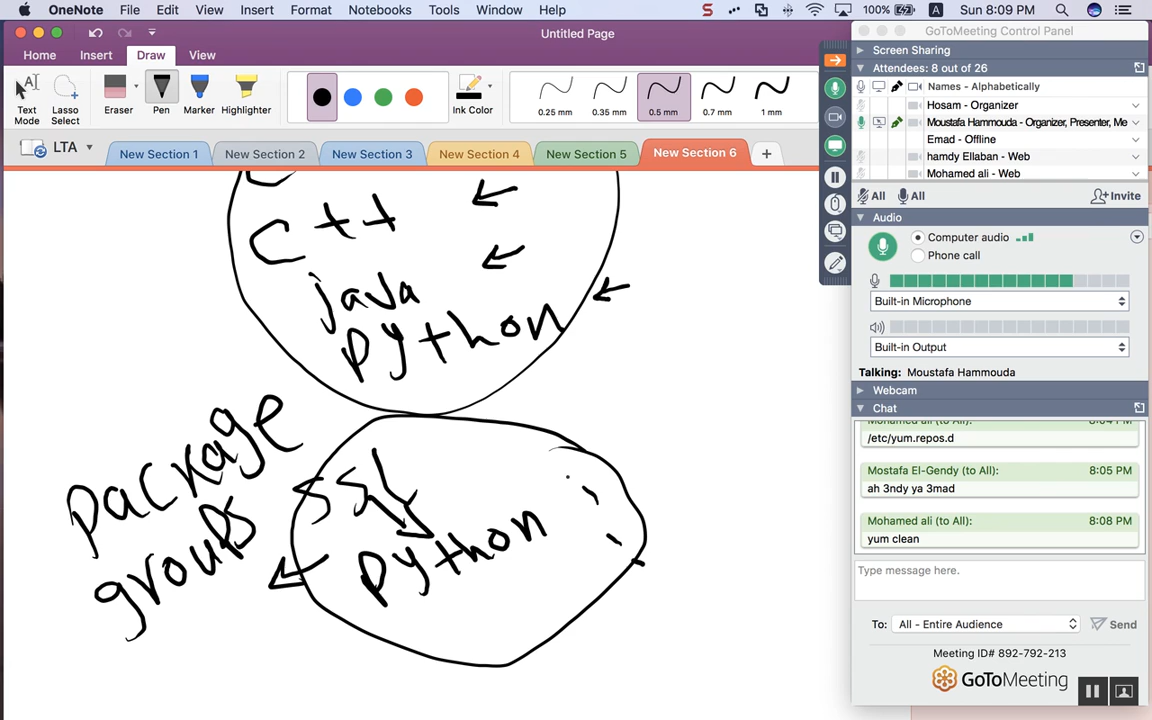 OneNote File Edit View Insert Format Notebooks Tools Window Help 100% A Sun 8:09 PM
Untitled Page
Home Insert Draw View
Text Mode
Lasso Select
Eraser
Pen
Marker
Highlighter
Ink Color
0.25 mm 0.35 mm 0.5 mm 0.7 mm 1 mm
LTA
New Section 1 New Section 2 New Section 3 New Section 4 New Section 5 New Section 6 +
C++
java
python
package
groups
python
GoToMeeting Control Panel
Screen Sharing
Attendees: 8 out of 26
Names - Alphabetically
Hosam - Organizer
Moustafa Hammouda - Organizer, Presenter, Me
Emad - Offline
hamdy Ellaban - Web
Mohamed ali - Web
All All Invite
Audio
Computer audio
Phone call
Built-in Microphone
Built-in Output
Talking: Moustafa Hammouda
Webcam
Chat
Mohamed ali (to All): 8:04 PM
/etc/yum.repos.d
Mostafa El-Gendy (to All): 8:05 PM
ah 3ndy ya 3mad
Mohamed ali (to All): 8:08 PM
yum clean
Type message here.
To: All - Entire Audience Send
Meeting ID# 892-792-213
GoToMeeting